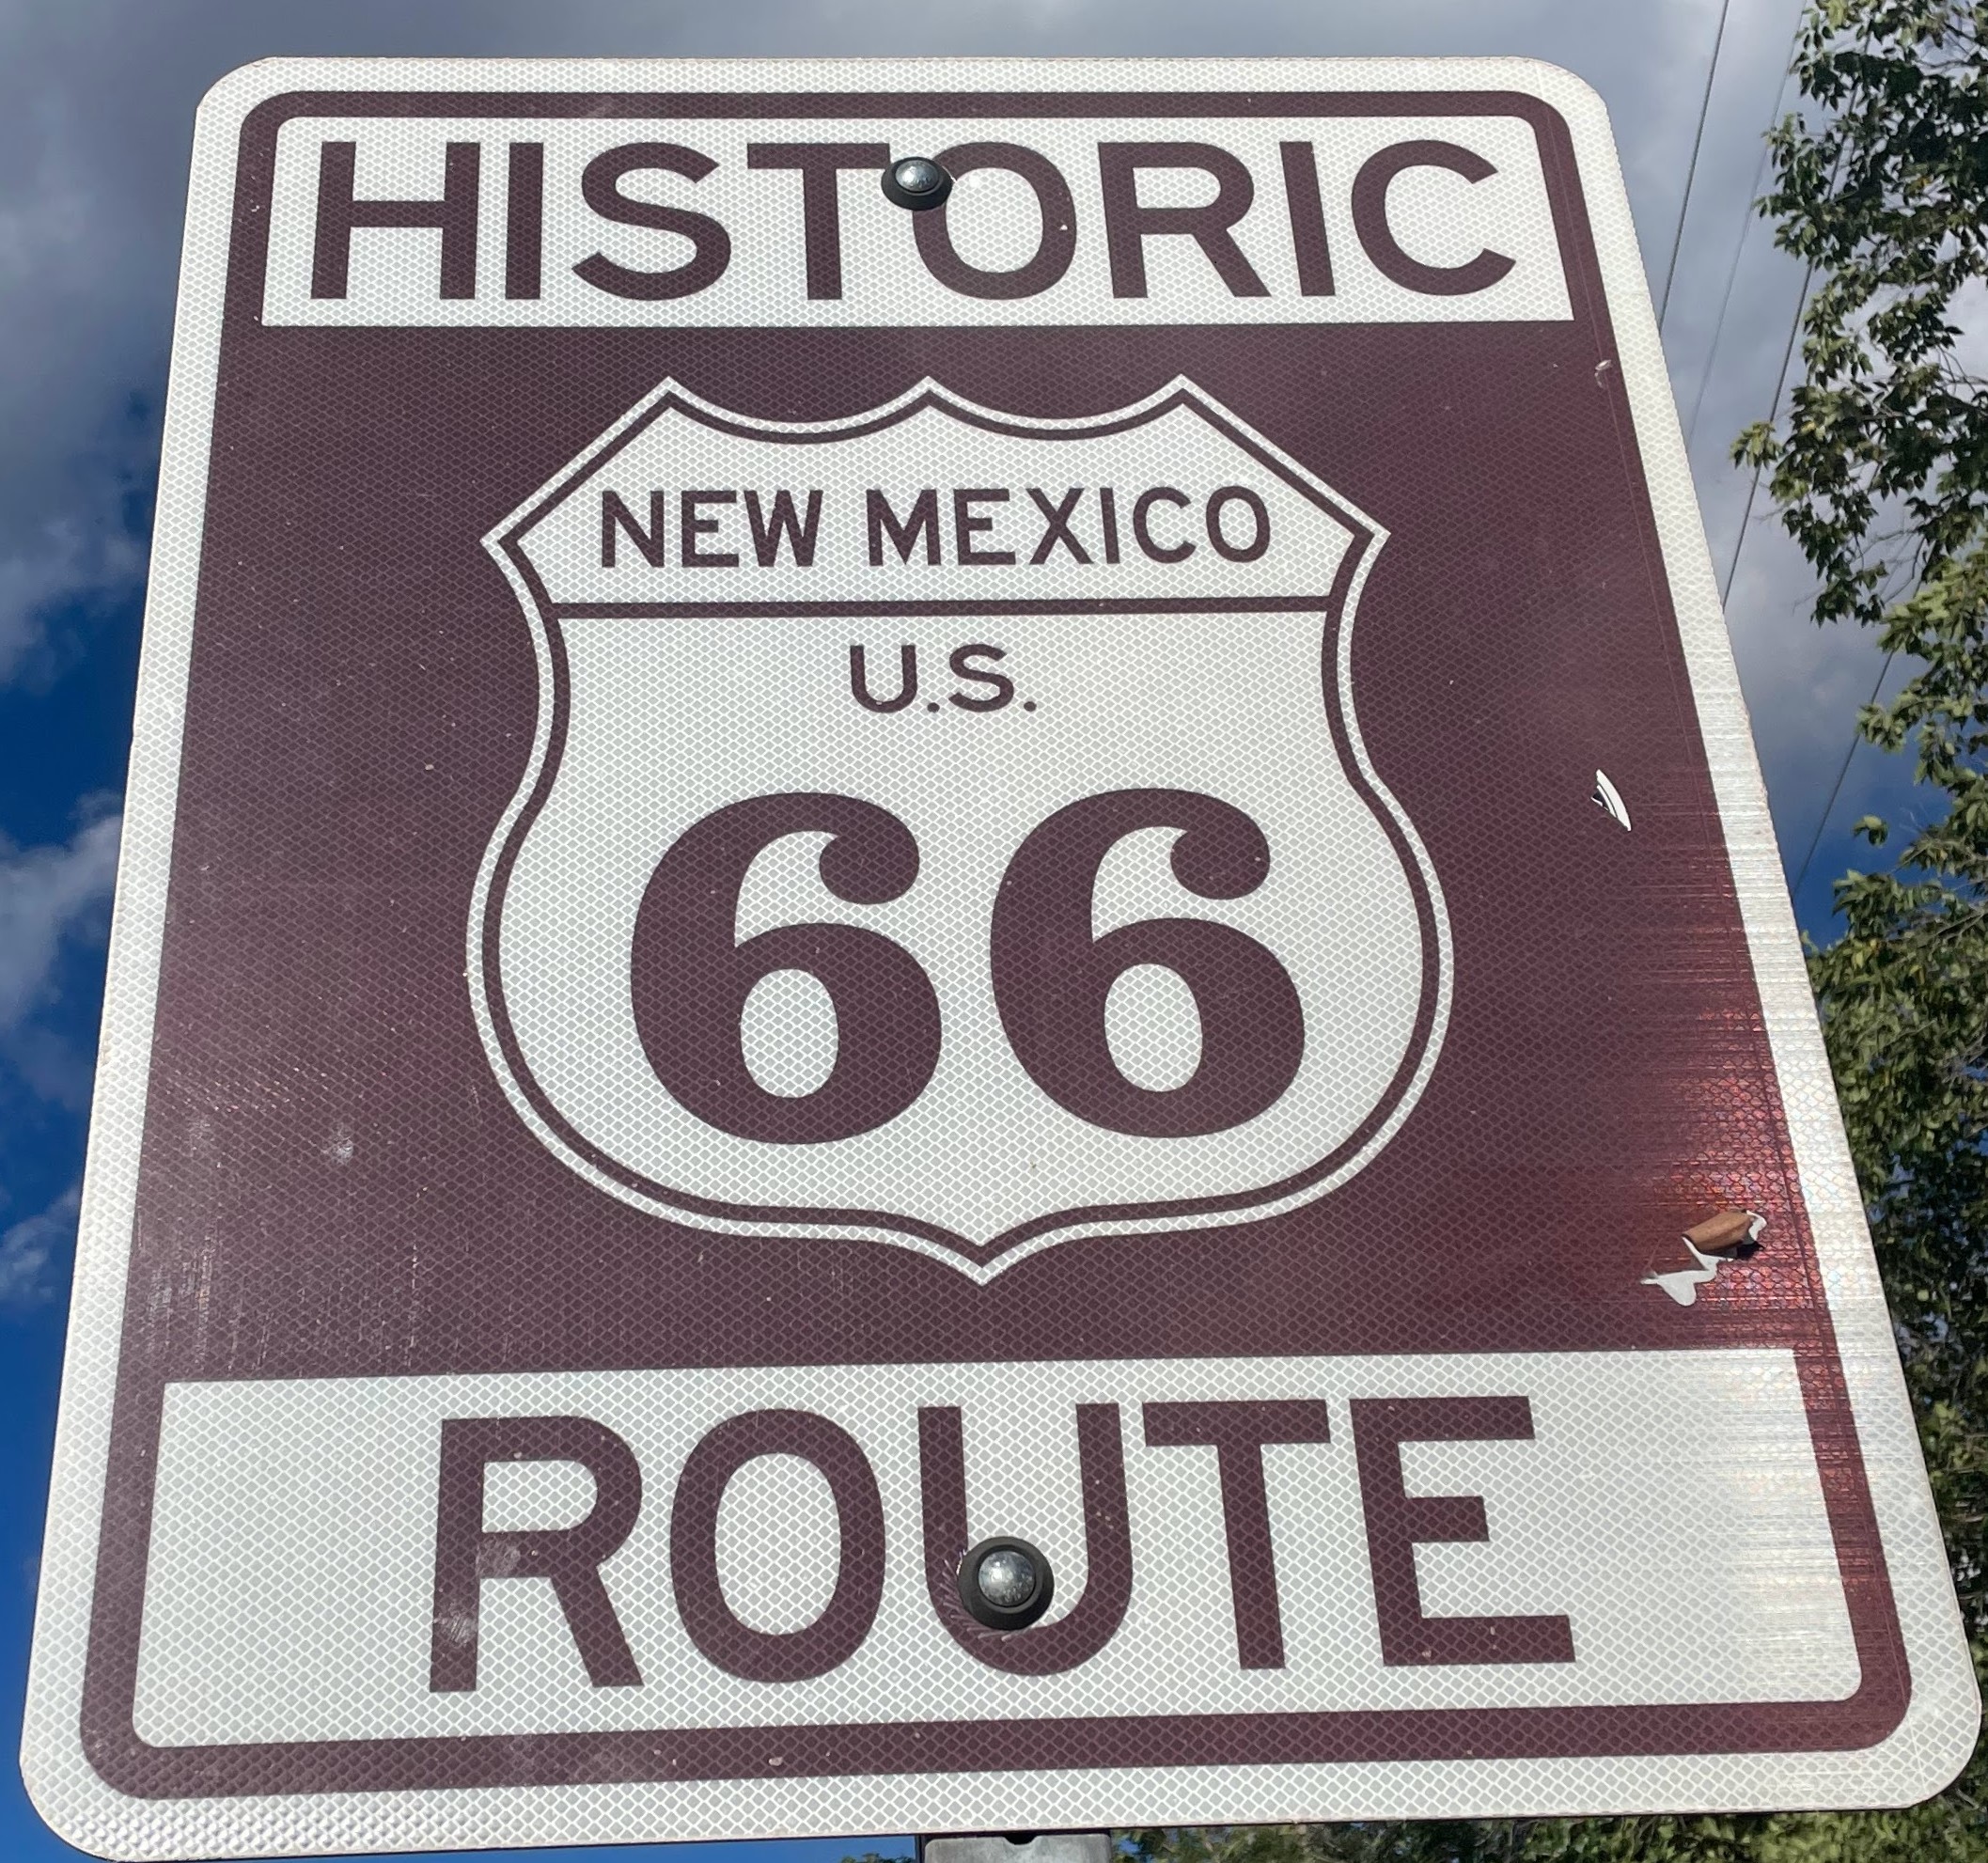 HISTORIC
NEW MEXICO
U.S.
66
ROUTE